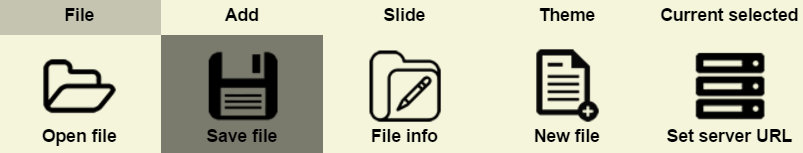 File Add Slide Theme Current selected
Open file Save file File info New file Set server URL